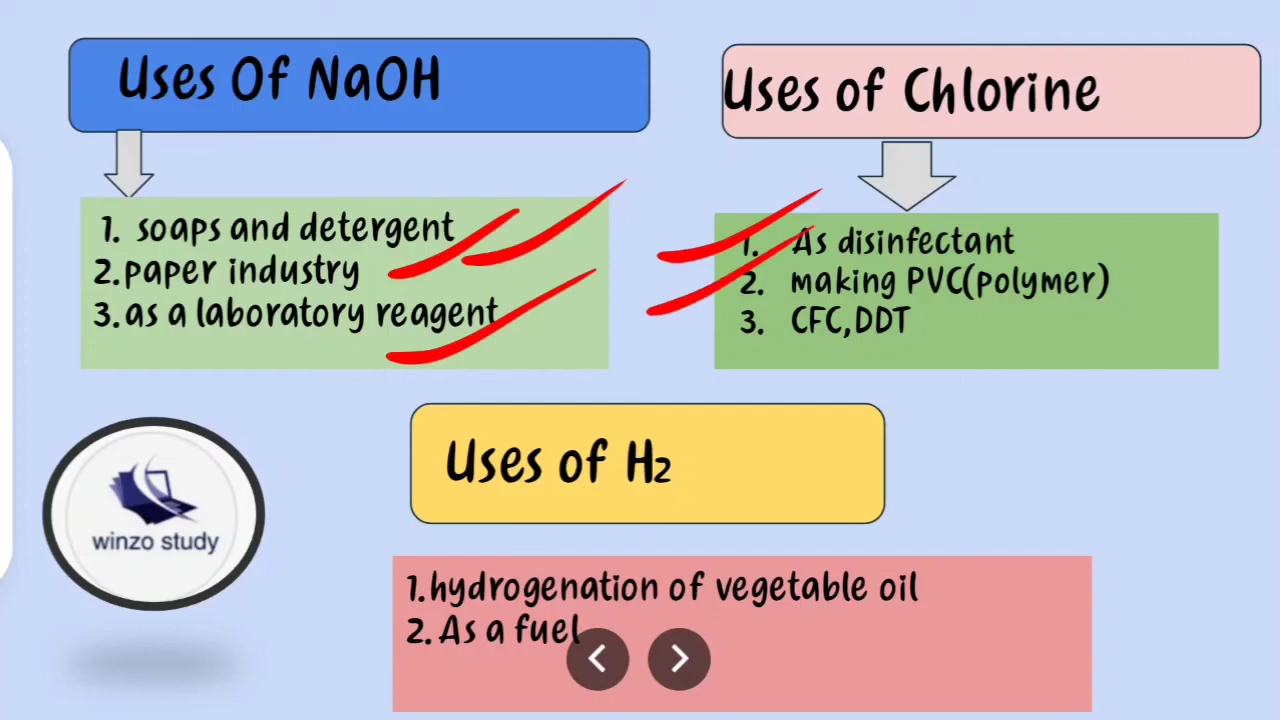 Uses Of NaOH
1. soaps and detergent
2. paper industry
3. as a laboratory reagent
Uses of Chlorine
1. As disinfectant
2. making PVC(polymer)
3. CFC,DDT
Uses of H₂
1. hydrogenation of vegetable oil
2. As a fuel
winzo study